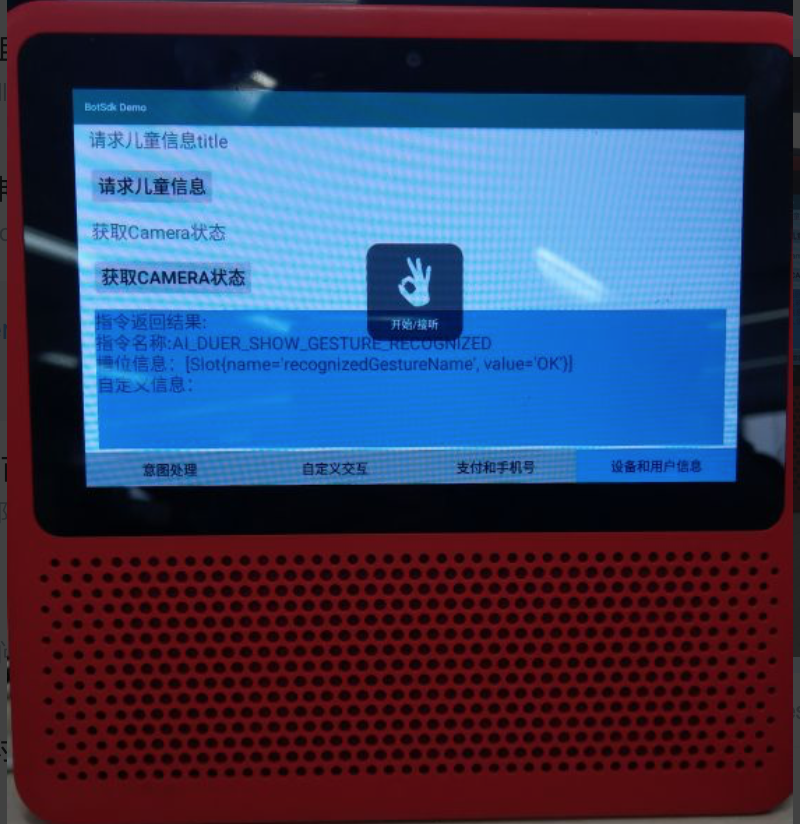 BotSdk Demo
请求儿童信息title
请求儿童信息
获取Camera状态
获取CAMERA状态
开始/接听
指令返回结果:
指令名称:AI_DUER_SHOW_GESTURE_RECOGNIZED
槽位信息：[Slot{name='recognizedGestureName', value='OK'}]
自定义信息：
意图处理
自定义交互
支付和手机号
设备和用户信息